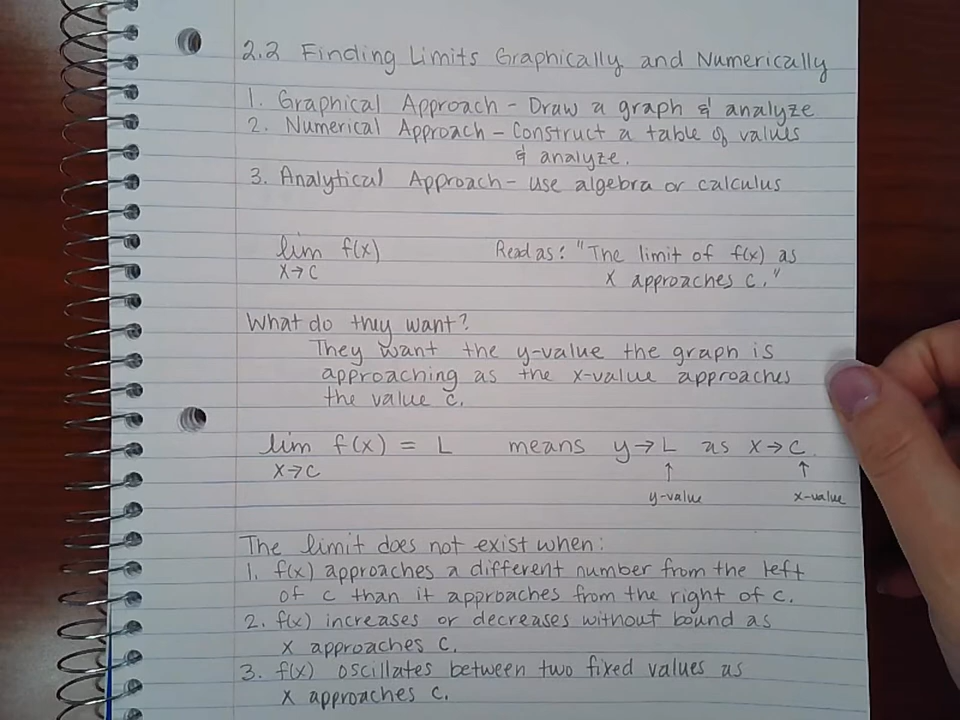 2.2 Finding Limits Graphically and Numerically
1. Graphical Approach - Draw a graph & analyze
2. Numerical Approach - Construct a table of values
& analyze.
3. Analytical Approach - use algebra or calculus
lim f(x) Read as: "The limit of f(x) as
x→c x approaches c."
What do they want?
They want the y-value the graph is
approaching as the x-value approaches
the value c.
lim f(x) = L means y→L as x→c.
x→c ↑ ↑
y-value x-value
The limit does not exist when:
1. f(x) approaches a different number from the left
of c than it approaches from the right of c.
2. f(x) increases or decreases without bound as
x approaches c.
3. f(x) oscillates between two fixed values as
x approaches c.